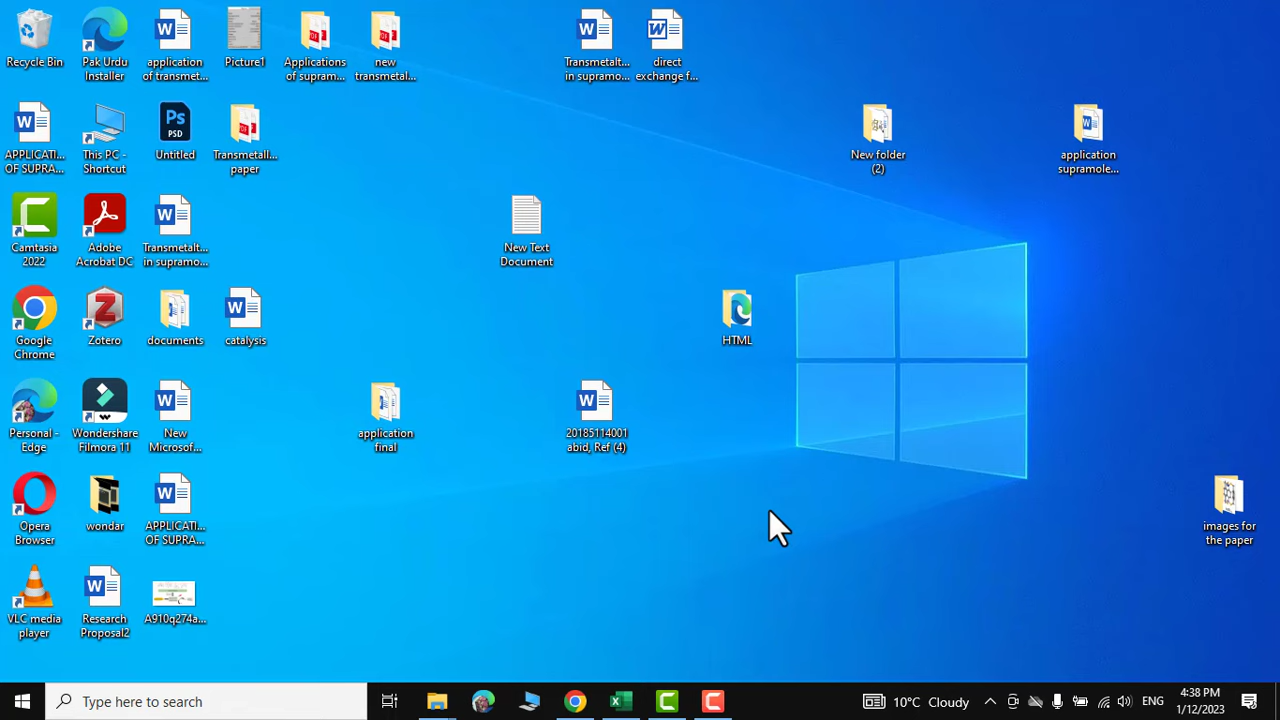 Recycle Bin
Pak Urdu
Installer
application
of transmet...
Picture1
Applications
of supram...
new
transmetal...
Transmetalt...
in supramo...
direct
exchange f...
APPLICATI...
OF SUPRA...
This PC -
Shortcut
Ps
PSD
Untitled
Transmetall...
paper
New folder
(2)
application
supramole...
Camtasia
2022
Adobe
Acrobat DC
Transmetalt...
in supramo...
New Text
Document
Google
Chrome
Zotero
documents
catalysis
HTML
Personal -
Edge
Wondershare
Filmora 11
New
Microsof...
application
final
20185114001
abid, Ref (4)
Opera
Browser
wondar
APPLICATI...
OF SUPRA...
images for
the paper
VLC media
player
Research
Proposal2
A910q274a...
Type here to search
10°C Cloudy
ENG
4:38 PM
1/12/2023